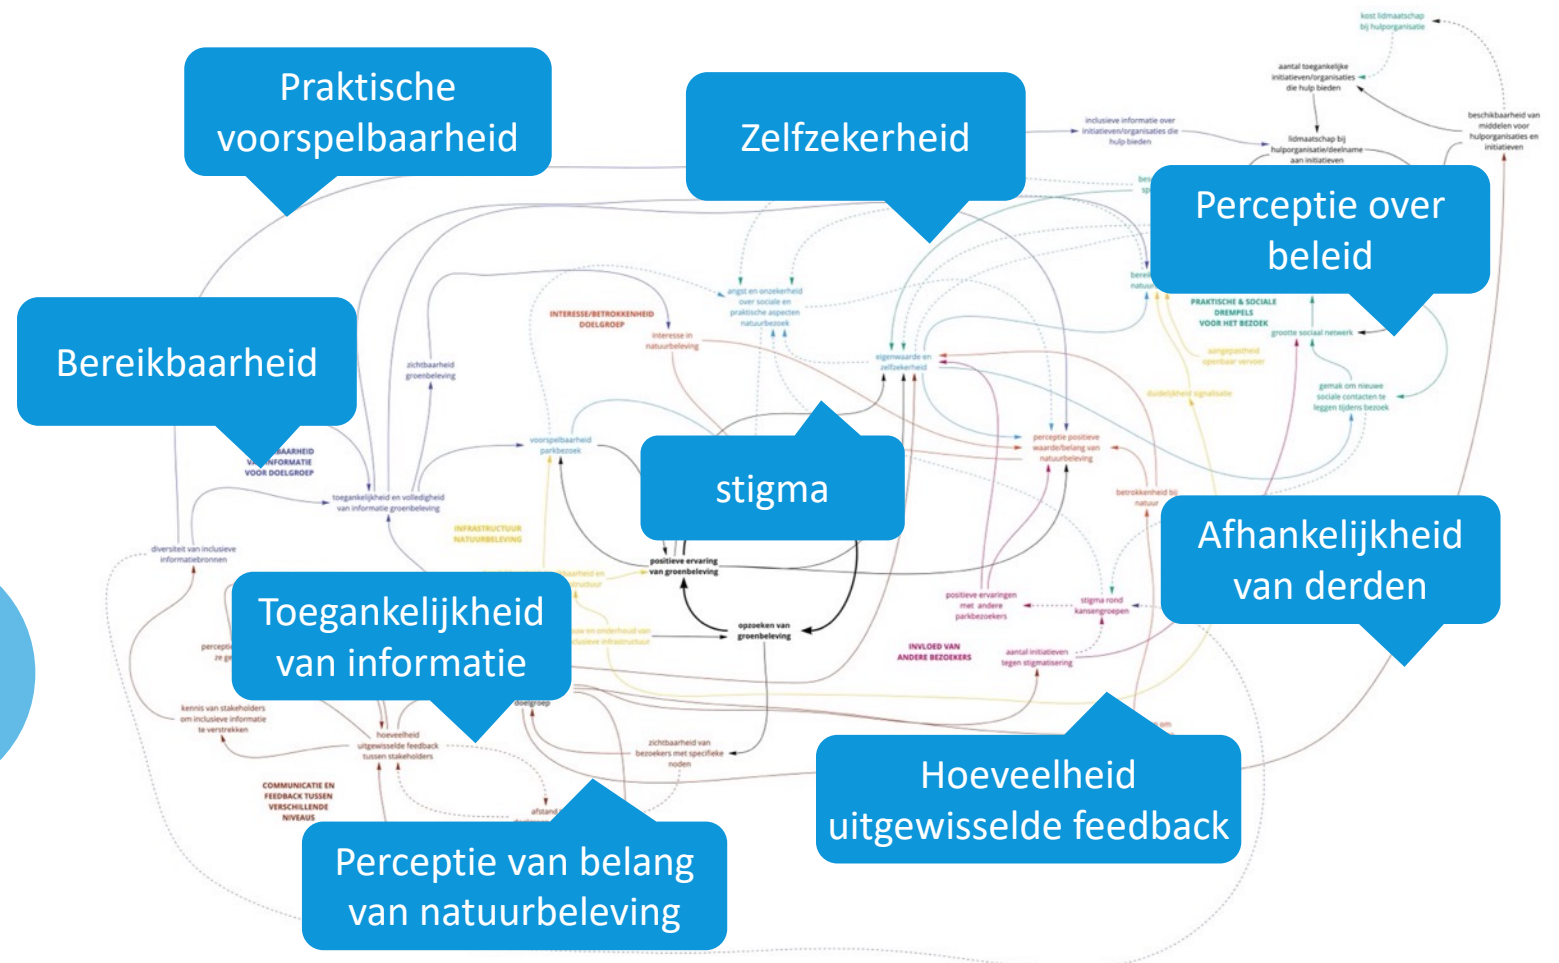 kost lidmaatschap
bij hulporganisatie
Praktische
voorspelbaarheid
aantal toegankelijke
initiatieven/organisaties
die hulp bieden
Zelfzekerheid
inclusieve informatie over
initiatieven/organisaties die
hulp bieden
beschikbaarheid van
middelen voor
hulporganisaties en
initiatieven
lidmaatschap bij
hulporganisatie/deelname
aan initiatieven
Perceptie over
beleid
angst en onzekerheid
over sociale en
praktische aspecten
natuurbezoek
PRAKTISCHE & SOCIALE
DREMPELS
VOOR HET BEZOEK
INTERESSE/BETROKKENHEID
DOELGROEP
interesse in
natuurbeleving
grootte sociaal netwerk
Bereikbaarheid
zichtbaarheid
groenbeleving
eigenwaarde en
zelfzekerheid
aangepastheid
openbaar vervoer
duidelijkheid signalisatie
gemak om nieuwe
sociale contacten te
leggen tijdens bezoek
voorspelbaarheid
parkbezoek
perceptie positieve
waarde/belang van
natuurbeleving
INFORMATIE
VOOR DOELGROEP
stigma
toegankelijkheid en volledigheid
van informatie groenbeleving
betrokkenheid bij
natuur
INFRASTRUCTUUR
NATUURBELEVING
Afhankelijkheid
van derden
diversiteit van inclusieve
informatiebronnen
positieve ervaring
van groenbeleving
positieve ervaringen
met andere
parkbezoekers
stigma rond
kansengroepen
Toegankelijkheid
van informatie
opzoeken van
groenbeleving
INVLOED VAN
ANDERE BEZOEKERS
aantal initiatieven
tegen stigmatisering
doelgroep
kennis van stakeholders
om inclusieve informatie
te verstrekken
hoeveelheid
uitgewisselde feedback
tussen stakeholders
zichtbaarheid van
bezoekers met specifieke
noden
Hoeveelheid
uitgewisselde feedback
COMMUNICATIE EN
FEEDBACK TUSSEN
VERSCHILLENDE
NIVEAUS
afstand
Perceptie van belang
van natuurbeleving